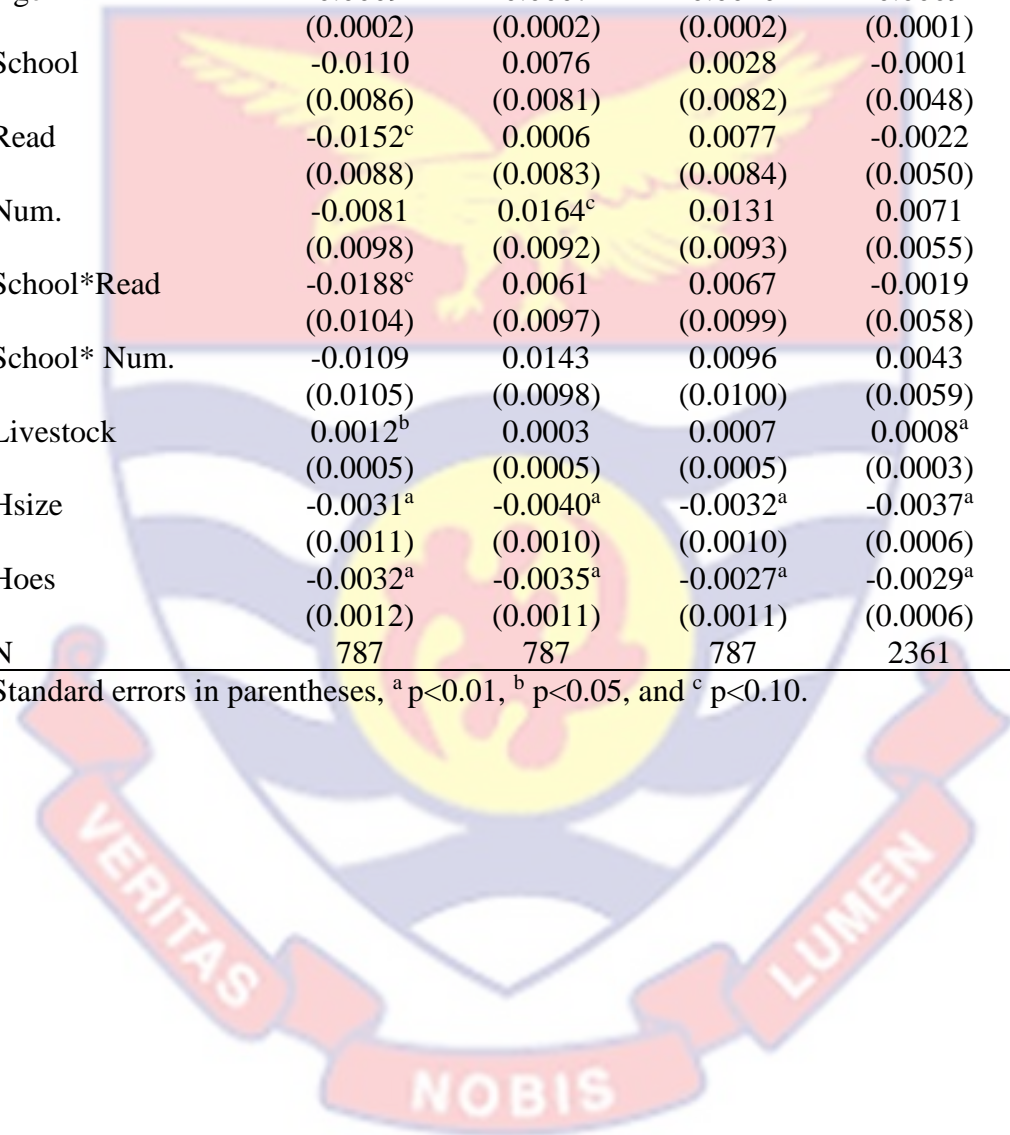 (0.0002) (0.0002) (0.0002) (0.0001)
School -0.0110 0.0076 0.0028 -0.0001
(0.0086) (0.0081) (0.0082) (0.0048)
Read -0.0152ᶜ 0.0006 0.0077 -0.0022
(0.0088) (0.0083) (0.0084) (0.0050)
Num. -0.0081 0.0164ᶜ 0.0131 0.0071
(0.0098) (0.0092) (0.0093) (0.0055)
School*Read -0.0188ᶜ 0.0061 0.0067 -0.0019
(0.0104) (0.0097) (0.0099) (0.0058)
School* Num. -0.0109 0.0143 0.0096 0.0043
(0.0105) (0.0098) (0.0100) (0.0059)
Livestock 0.0012ᵇ 0.0003 0.0007 0.0008ᵃ
(0.0005) (0.0005) (0.0005) (0.0003)
Hsize -0.0031ᵃ -0.0040ᵃ -0.0032ᵃ -0.0037ᵃ
(0.0011) (0.0010) (0.0010) (0.0006)
Hoes -0.0032ᵃ -0.0035ᵃ -0.0027ᵃ -0.0029ᵃ
(0.0012) (0.0011) (0.0011) (0.0006)
N 787 787 787 2361
Standard errors in parentheses, ᵃ p<0.01, ᵇ p<0.05, and ᶜ p<0.10.
VERITAS NOBIS LUMEN